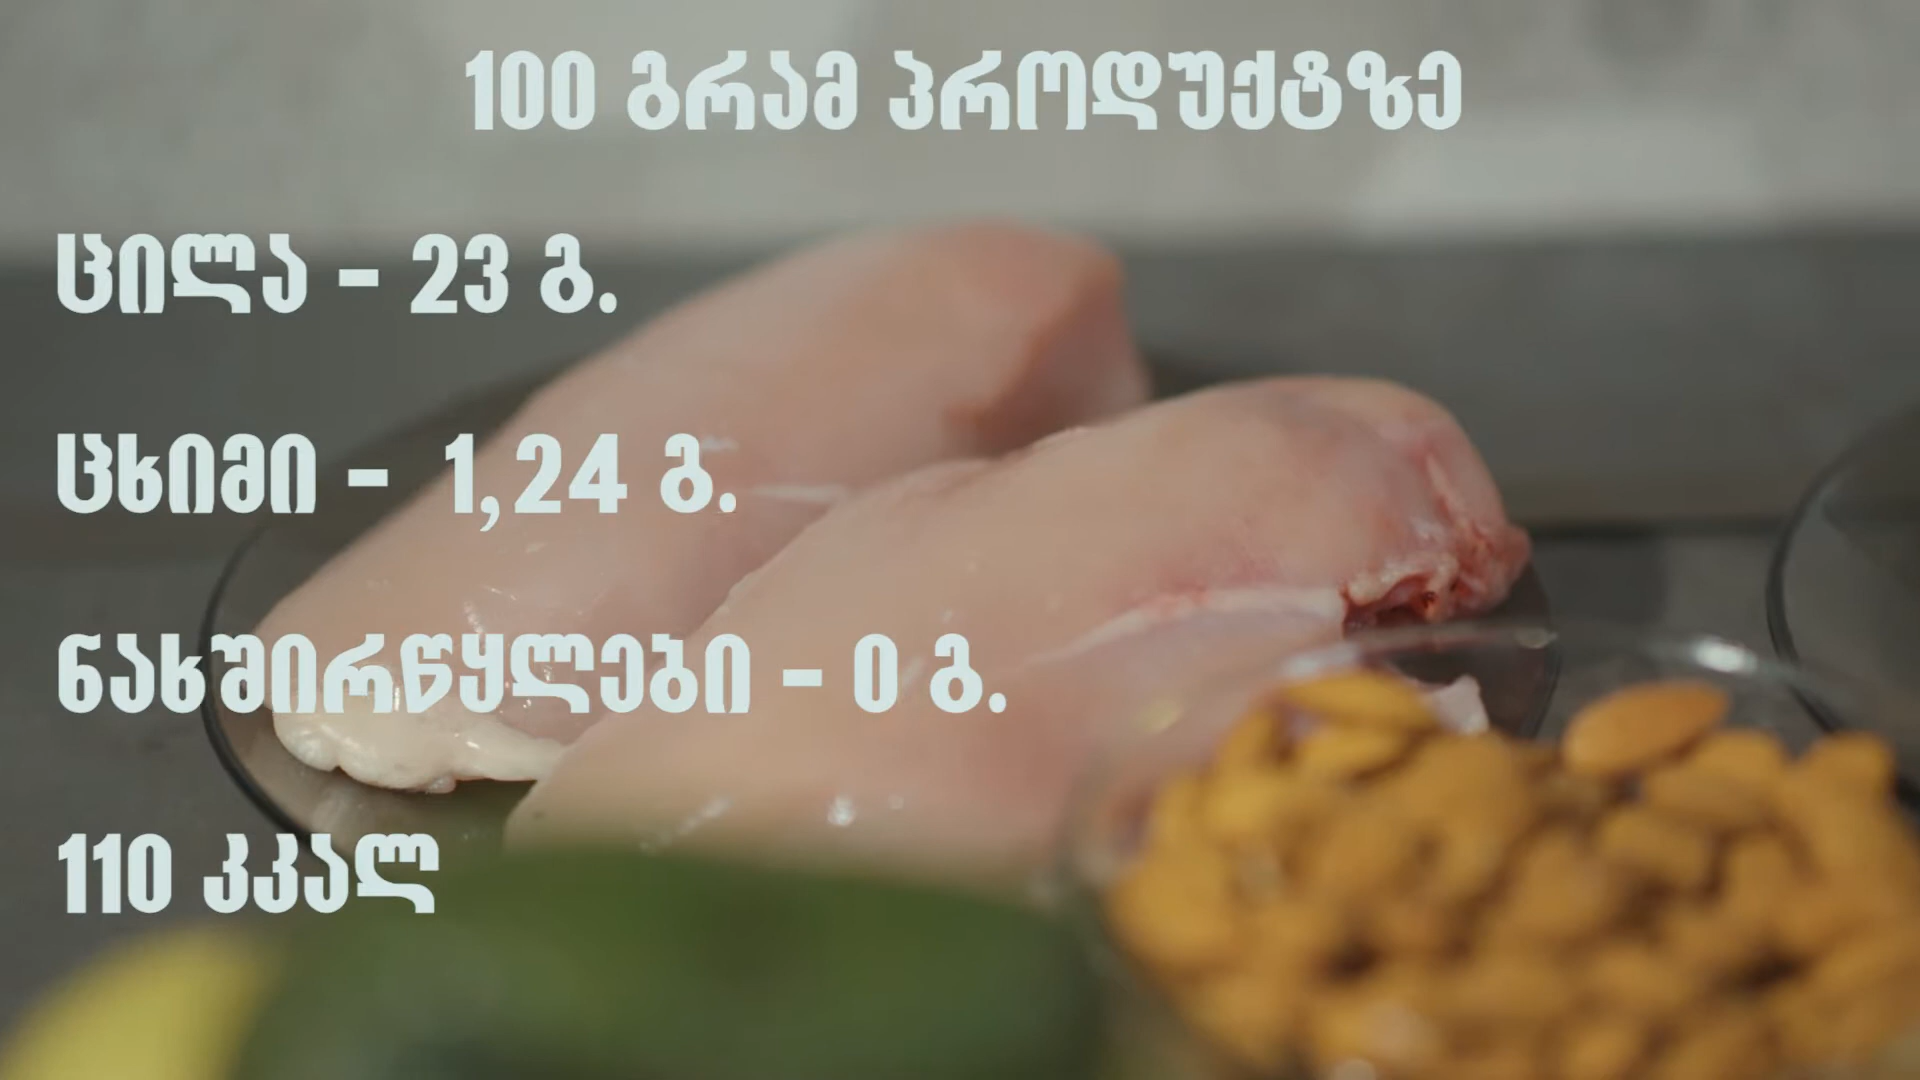 100 გრამ პროდუქტზე
ცილა - 23 გ.
ცხიმი - 1,24 გ.
ნახშირწყლები - 0 გ.
110 კკალ